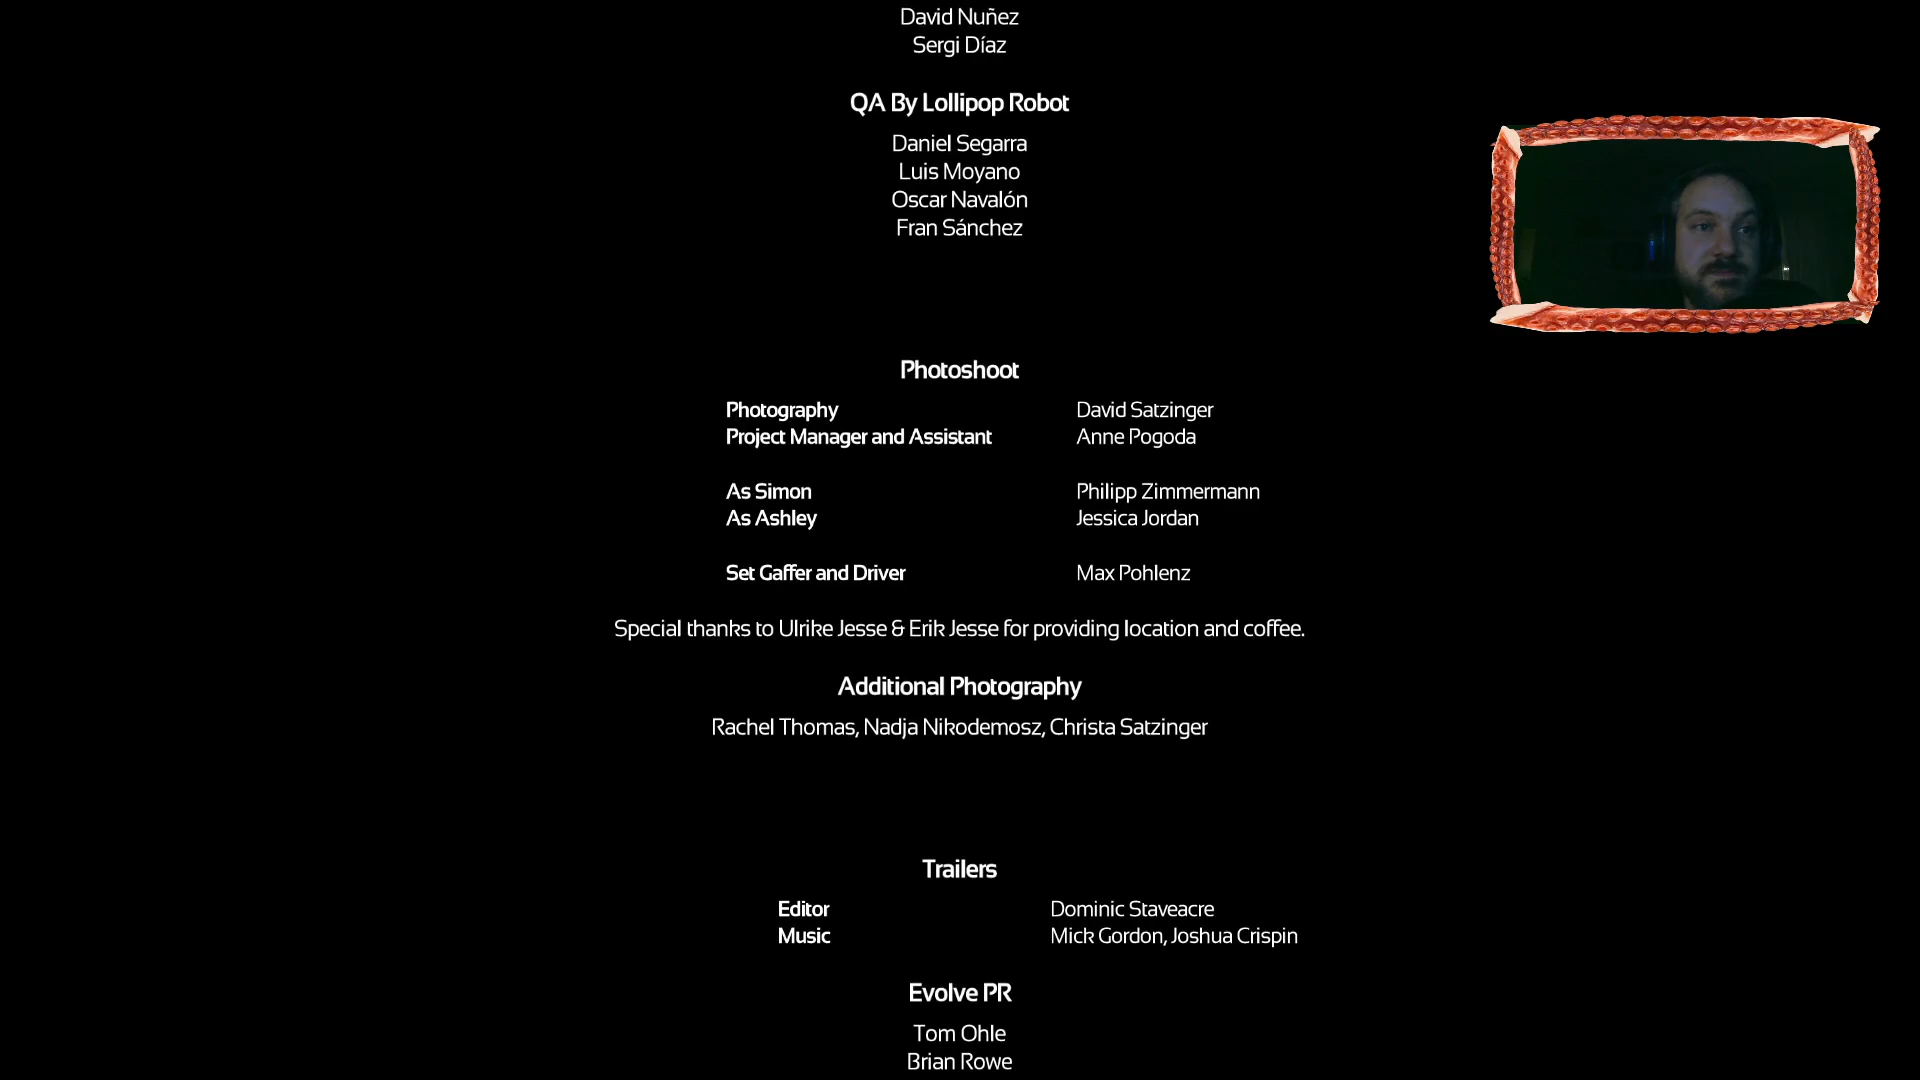 David Nuñez
Sergi Díaz
QA By Lollipop Robot
Daniel Segarra
Luis Moyano
Oscar Navalón
Fran Sánchez
Photoshoot
Photography David Satzinger
Project Manager and Assistant Anne Pogoda
As Simon Philipp Zimmermann
As Ashley Jessica Jordan
Set Gaffer and Driver Max Pohlenz
Special thanks to Ulrike Jesse & Erik Jesse for providing location and coffee.
Additional Photography
Rachel Thomas, Nadja Nikodemosz, Christa Satzinger
Trailers
Editor Dominic Staveacre
Music Mick Gordon, Joshua Crispin
Evolve PR
Tom Ohle
Brian Rowe